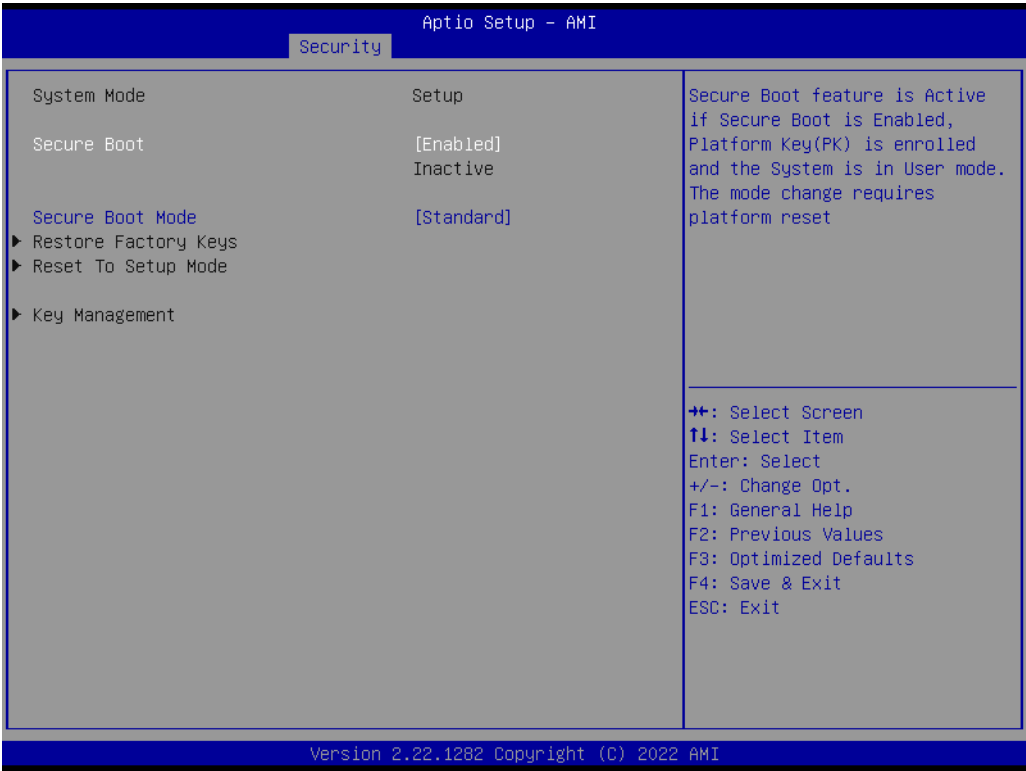 Aptio Setup – AMI
Security
System Mode Setup
Secure Boot [Enabled]
Inactive
Secure Boot Mode [Standard]
▶ Restore Factory Keys
▶ Reset To Setup Mode
▶ Key Management
Secure Boot feature is Active
if Secure Boot is Enabled,
Platform Key(PK) is enrolled
and the System is in User mode.
The mode change requires
platform reset
→←: Select Screen
↑↓: Select Item
Enter: Select
+/-: Change Opt.
F1: General Help
F2: Previous Values
F3: Optimized Defaults
F4: Save & Exit
ESC: Exit
Version 2.22.1282 Copyright (C) 2022 AMI